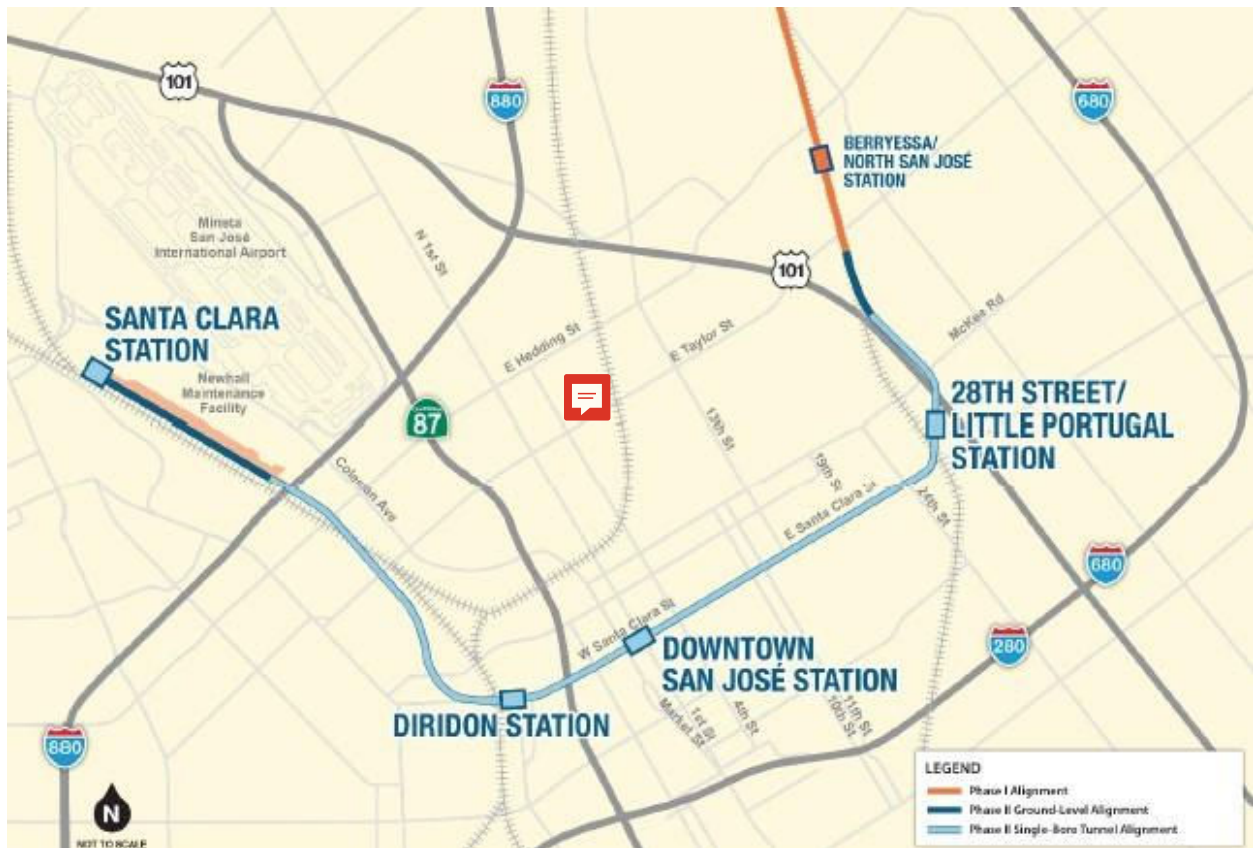 101
880
680
BERRYESSA/
NORTH SAN JOSÉ
STATION
Mineta
San José
International Airport
N 1st St
101
SANTA CLARA
STATION
McKee Rd
E Hedding St
E Taylor St
Newhall
Maintenance
Facility
CALIFORNIA
87
28TH STREET/
LITTLE PORTUGAL
STATION
13th St
19th St
24th St
Coleman Ave
E Santa Clara St
680
W Santa Clara St
280
DOWNTOWN
SAN JOSÉ STATION
DIRIDON STATION
Market St
1st St
4th St
10th St
11th St
880
N
NOT TO SCALE
LEGEND
Phase I Alignment
Phase II Ground-Level Alignment
Phase II Single-Bore Tunnel Alignment